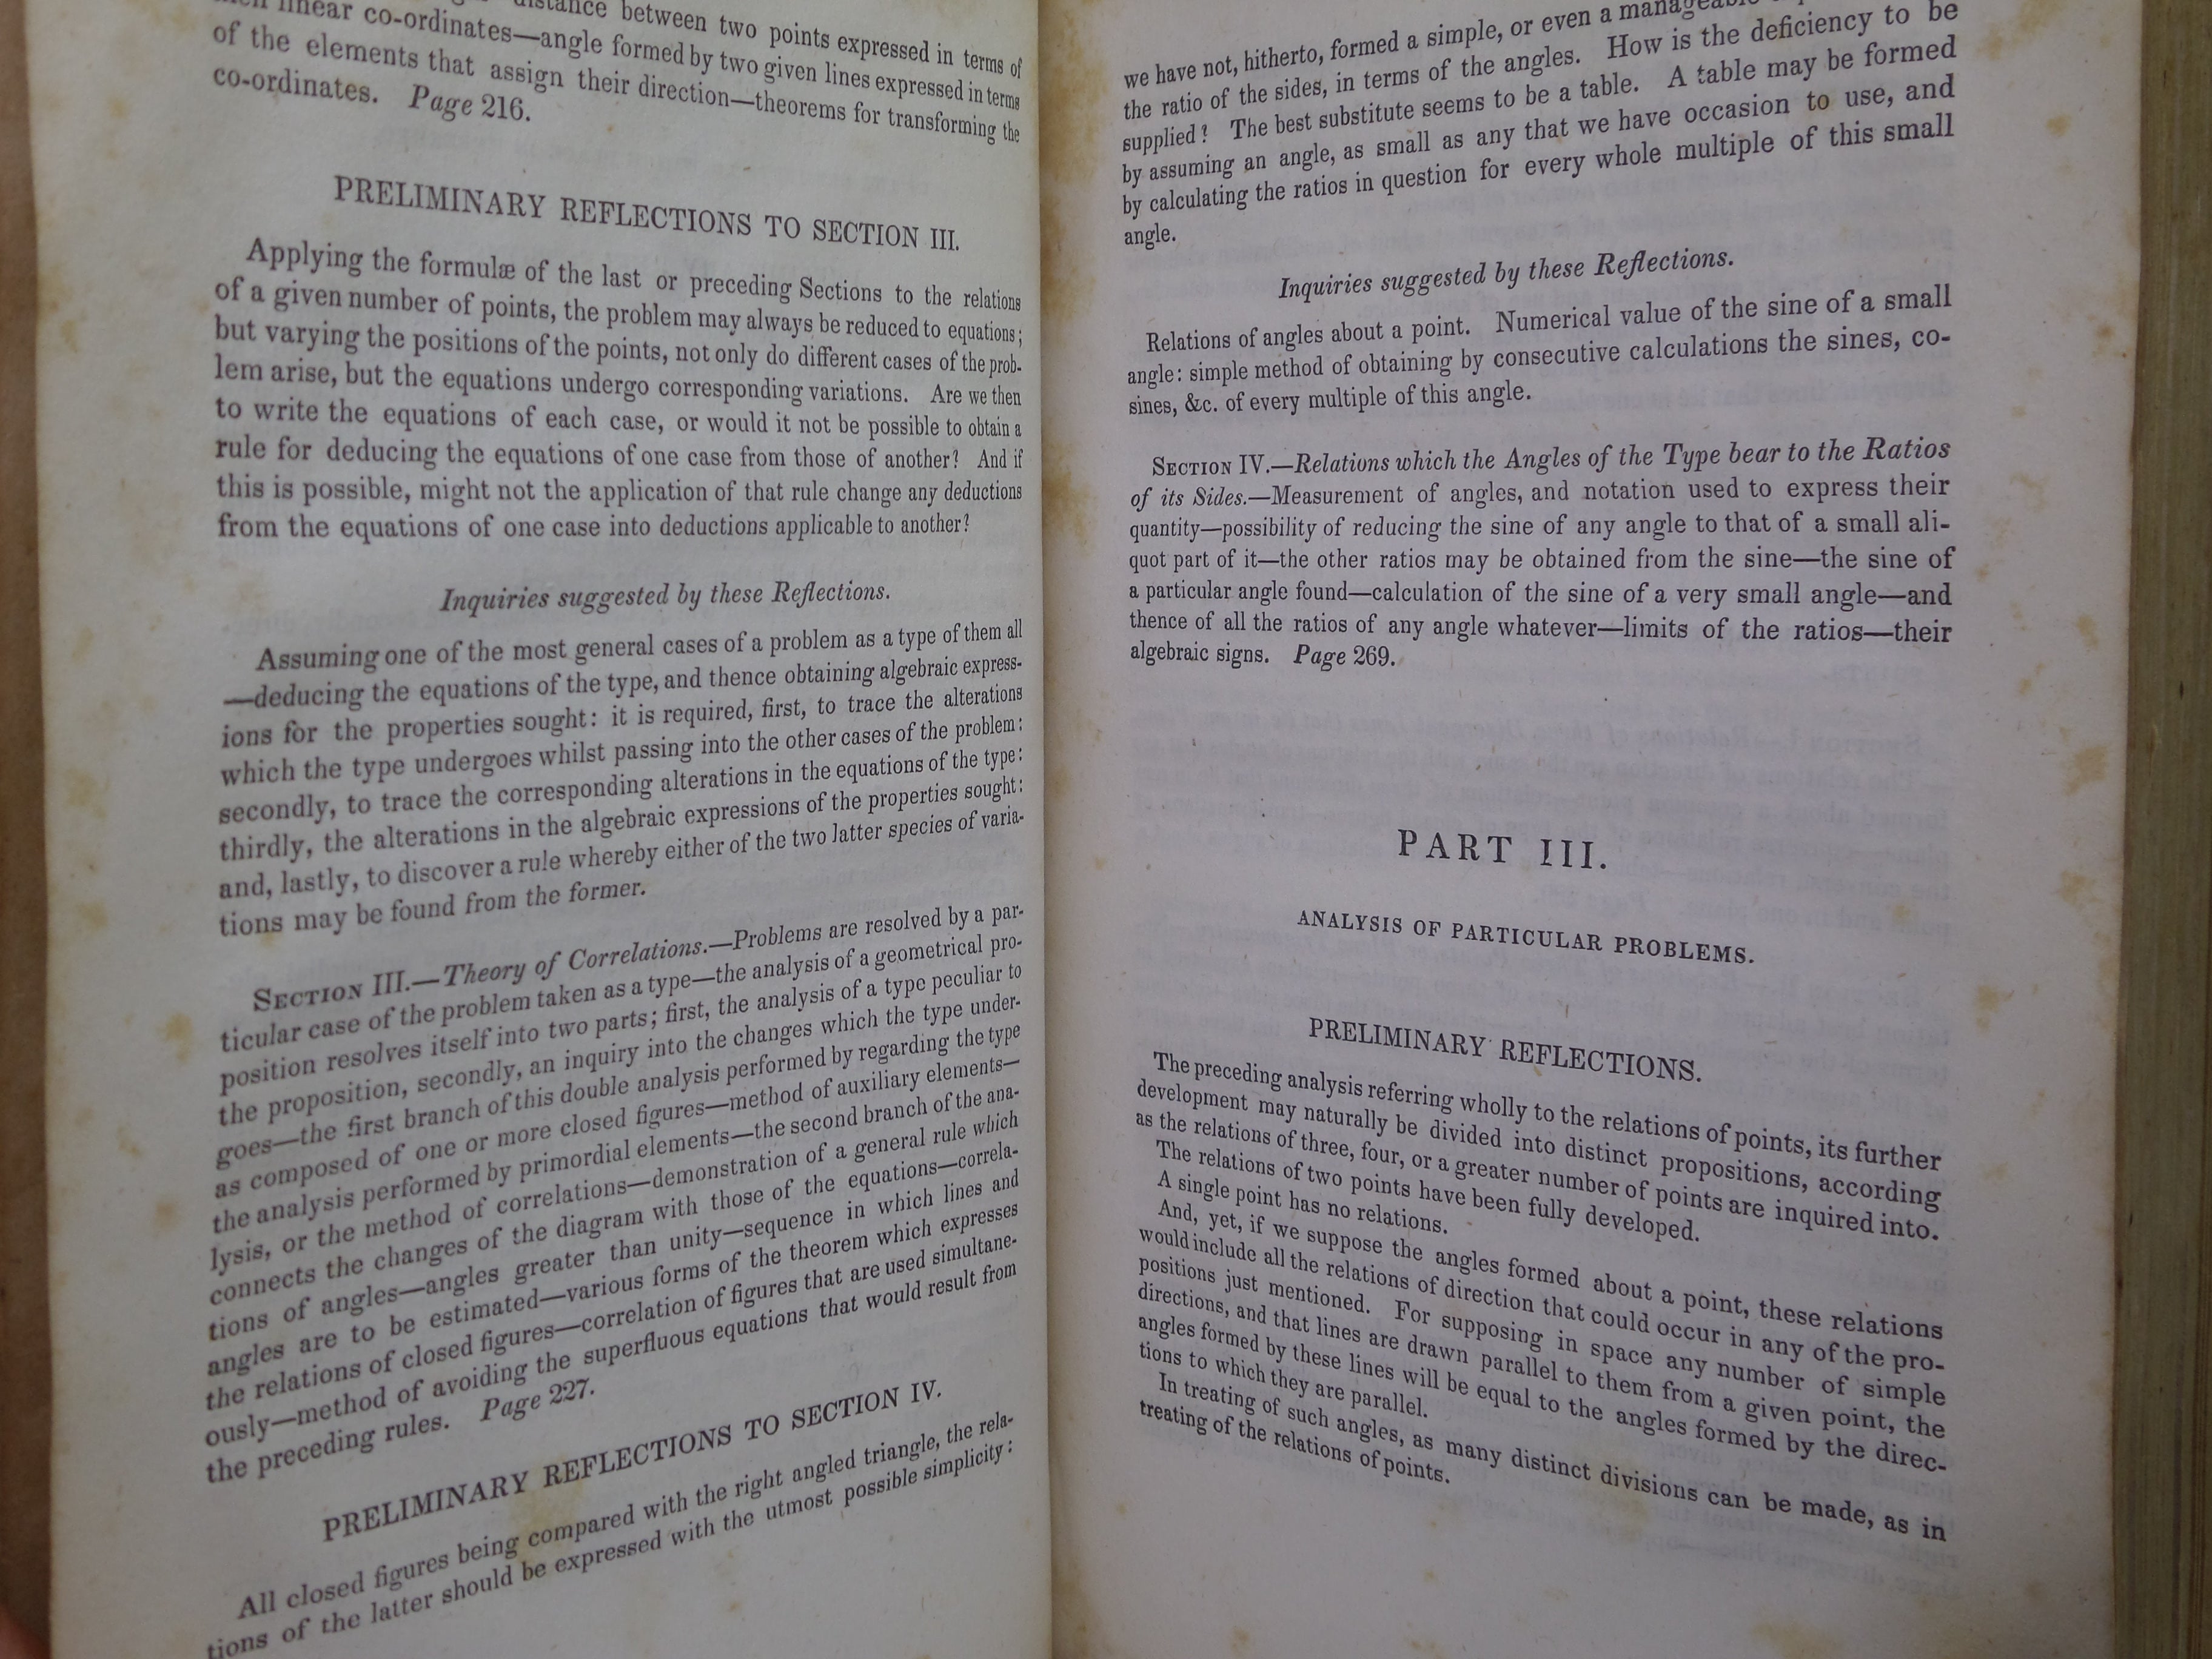 distance between two points expressed in terms of
linear co-ordinates—angle formed by two given lines expressed in terms
of the elements that assign their direction—theorems for transforming the
co-ordinates. Page 216.
PRELIMINARY REFLECTIONS TO SECTION III.
Applying the formulæ of the last or preceding Sections to the relations
of a given number of points, the problem may always be reduced to equations;
but varying the positions of the points, not only do different cases of the prob-
lem arise, but the equations undergo corresponding variations. Are we then
to write the equations of each case, or would it not be possible to obtain a
rule for deducing the equations of one case from those of another? And if
this is possible, might not the application of that rule change any deductions
from the equations of one case into deductions applicable to another?
Inquiries suggested by these Reflections.
Assuming one of the most general cases of a problem as a type of them all
—deducing the equations of the type, and thence obtaining algebraic express-
ions for the properties sought: it is required, first, to trace the alterations
which the type undergoes whilst passing into the other cases of the problem:
secondly, to trace the corresponding alterations in the equations of the type:
thirdly, the alterations in the algebraic expressions of the properties sought:
and, lastly, to discover a rule whereby either of the two latter species of varia-
tions may be found from the former.
SECTION III.—Theory of Correlations.—Problems are resolved by a par-
ticular case of the problem taken as a type—the analysis of a geometrical pro-
position resolves itself into two parts; first, the analysis of a type peculiar to
the proposition, secondly, an inquiry into the changes which the type under-
goes—the first branch of this double analysis performed by regarding the type
as composed of one or more closed figures—method of auxiliary elements—
the analysis performed by primordial elements—the second branch of the ana-
lysis, or the method of correlations—demonstration of a general rule which
connects the changes of the diagram with those of the equations—correla-
tions of angles—angles greater than unity—sequence in which lines and
angles are to be estimated—various forms of the theorem which expresses
the relations of closed figures—correlation of figures that are used simultane-
ously—method of avoiding the superfluous equations that would result from
the preceding rules. Page 227.
PRELIMINARY REFLECTIONS TO SECTION IV.
All closed figures being compared with the right angled triangle, the rela-
tions of the latter should be expressed with the utmost possible simplicity:
we have not, hitherto, formed a simple, or even a manageable
the ratio of the sides, in terms of the angles. How is the deficiency to be
supplied? The best substitute seems to be a table. A table may be formed
by assuming an angle, as small as any that we have occasion to use, and
by calculating the ratios in question for every whole multiple of this small
angle.
Inquiries suggested by these Reflections.
Relations of angles about a point. Numerical value of the sine of a small
angle: simple method of obtaining by consecutive calculations the sines, co-
sines, &c. of every multiple of this angle.
SECTION IV.—Relations which the Angles of the Type bear to the Ratios
of its Sides.—Measurement of angles, and notation used to express their
quantity—possibility of reducing the sine of any angle to that of a small ali-
quot part of it—the other ratios may be obtained from the sine—the sine of
a particular angle found—calculation of the sine of a very small angle—and
thence of all the ratios of any angle whatever—limits of the ratios—their
algebraic signs. Page 269.
PART III.
ANALYSIS OF PARTICULAR PROBLEMS.
PRELIMINARY REFLECTIONS.
The preceding analysis referring wholly to the relations of points, its further
development may naturally be divided into distinct propositions, according
as the relations of three, four, or a greater number of points are inquired into.
The relations of two points have been fully developed.
A single point has no relations.
And, yet, if we suppose the angles formed about a point, these relations
would include all the relations of direction that could occur in any of the pro-
positions just mentioned. For supposing in space any number of simple
directions, and that lines are drawn parallel to them from a given point, the
angles formed by these lines will be equal to the angles formed by the direc-
tions to which they are parallel.
In treating of such angles, as many distinct divisions can be made, as in
treating of the relations of points.